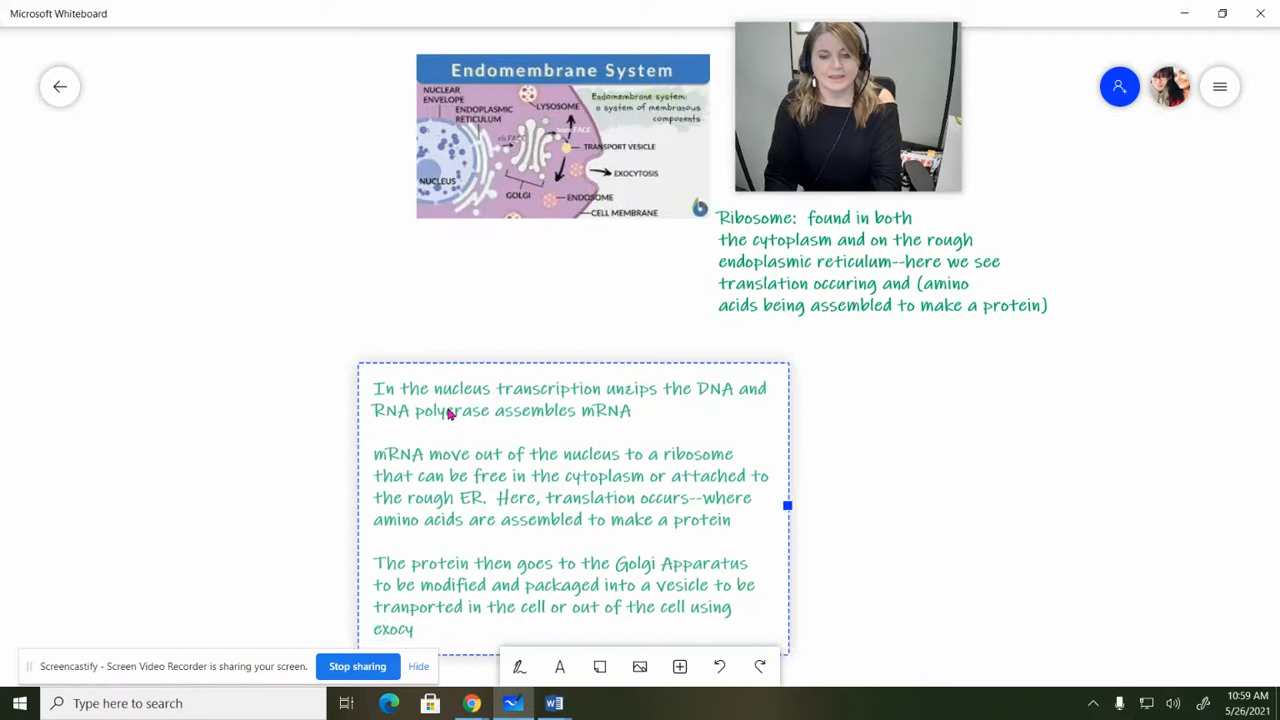 Microsoft Whiteboard
Endomembrane System
NUCLEAR
ENVELOPE
ENDOPLASMIC
RETICULUM
LYSOSOME
Endomembrane system:
a system of membranous
components
cis FACE
trans FACE
TRANSPORT VESICLE
EXOCYTOSIS
NUCLEUS
GOLGI
ENDOSOME
CELL MEMBRANE
Ribosome: found in both
the cytoplasm and on the rough
endoplasmic reticulum--here we see
translation occuring and (amino
acids being assembled to make a protein)
In the nucleus transcription unzips the DNA and
RNA polymerase assembles mRNA
mRNA move out of the nucleus to a ribosome
that can be free in the cytoplasm or attached to
the rough ER. Here, translation occurs--where
amino acids are assembled to make a protein
The protein then goes to the Golgi Apparatus
to be modified and packaged into a vesicle to be
tranported in the cell or out of the cell using
exocy
Screencastify - Screen Video Recorder is sharing your screen.
Stop sharing
Hide
Type here to search
10:59 AM
5/26/2021